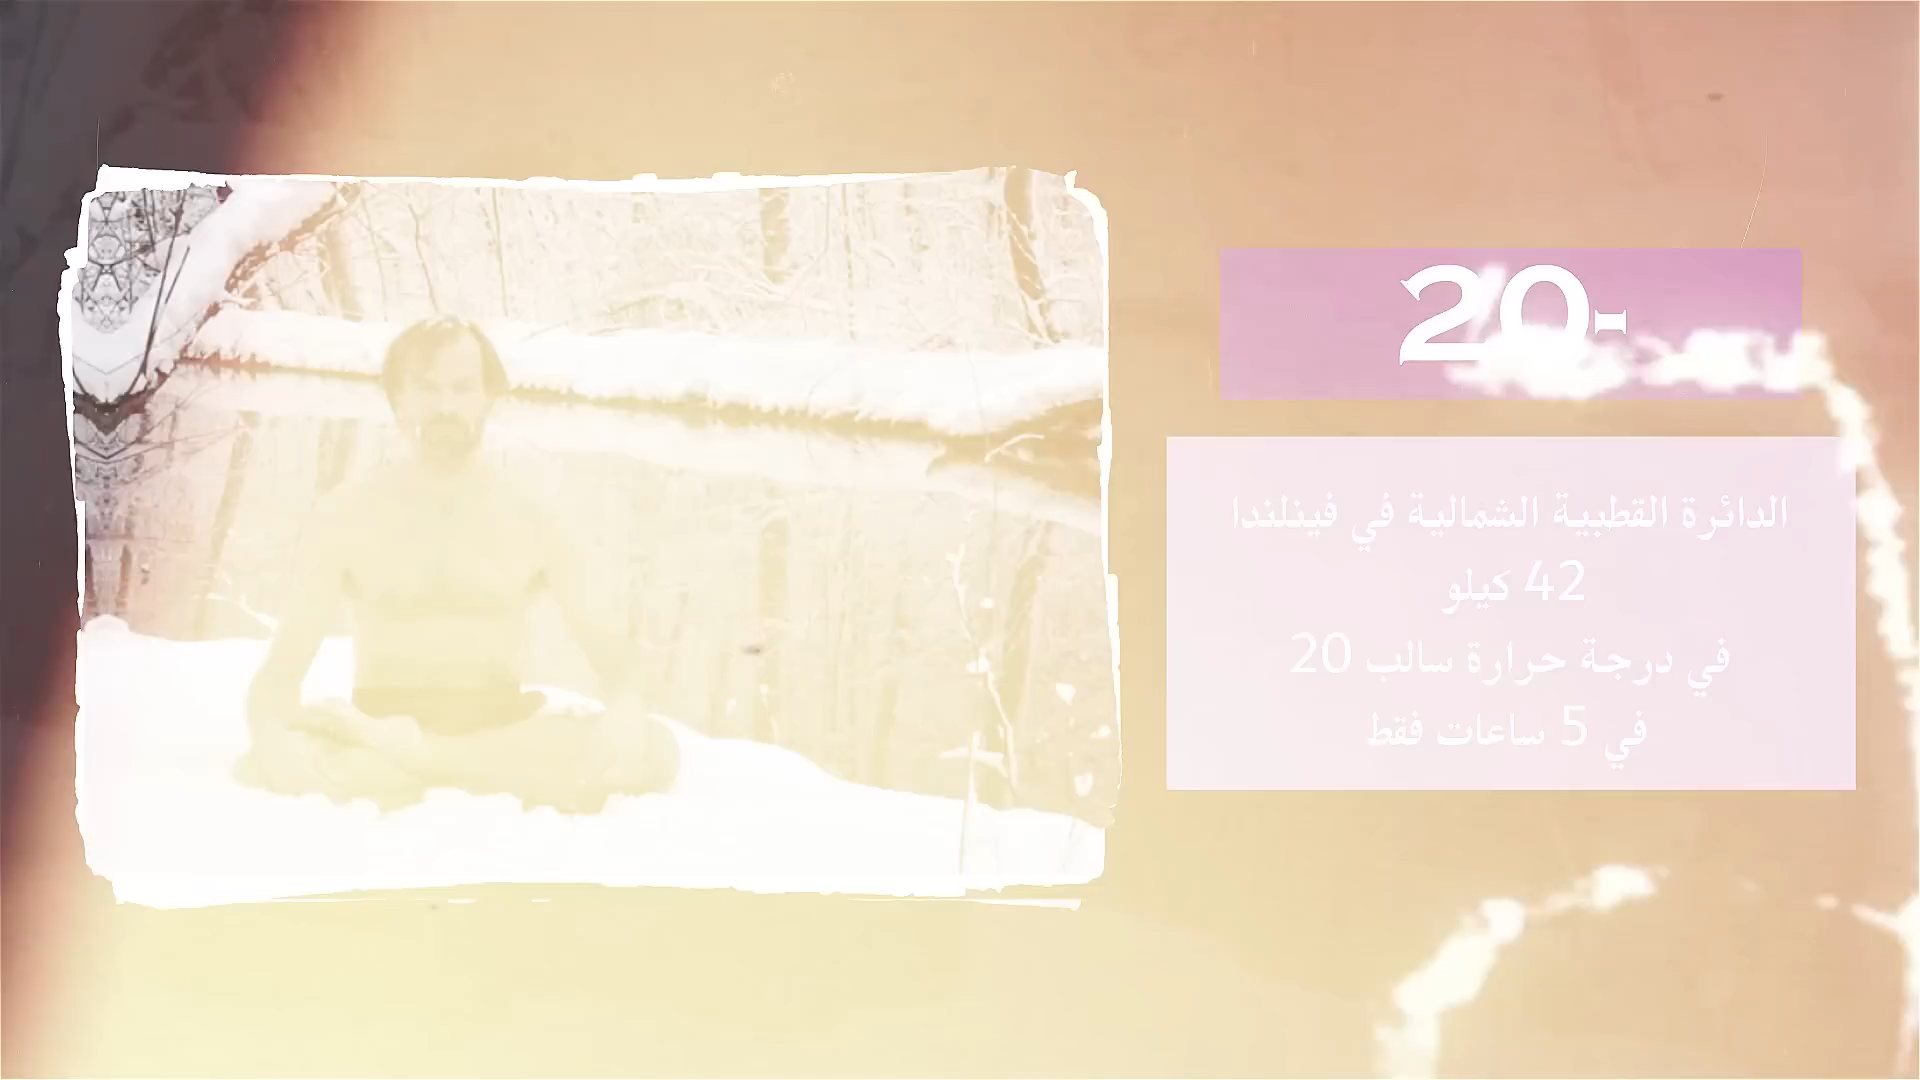 20-
الدائرة القطبية الشمالية في فينلندا
42 كيلو
في درجة حرارة سالب 20
في 5 ساعات فقط